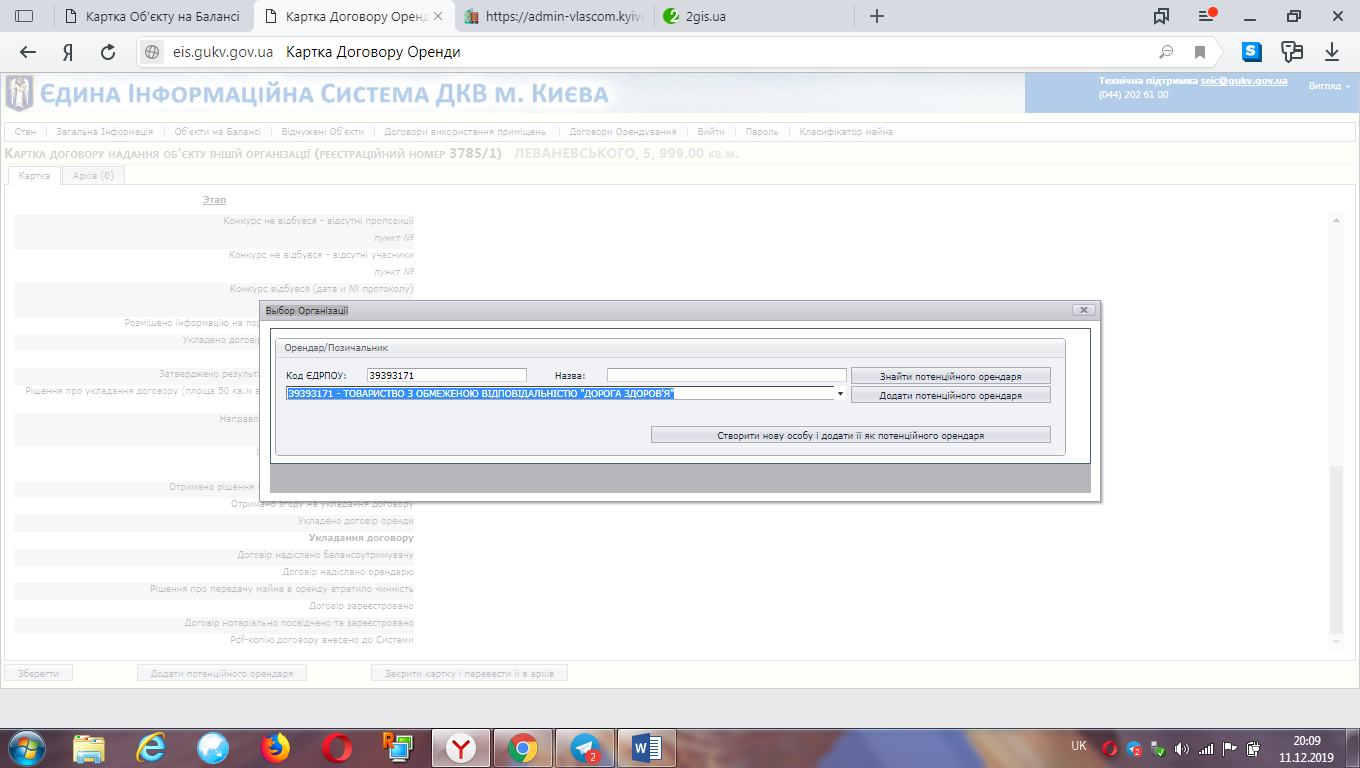 Картка Об'єкту на Балансі
Картка Договору Оренд
https://admin-vlascom.kyivc
2gis.ua
eis.gukv.gov.ua Картка Договору Оренди
ЄДИНА ІНФОРМАЦІЙНА СИСТЕМА ДКВ М. КИЄВА
Технічна підтримка seic@gukv.gov.ua
(044) 202 61 00
Вигляд
Стан
Загальна Інформація
Об'єкти на Балансі
Відчужені Об'єкти
Договори використання приміщень
Договори Орендування
Вийти
Пароль
Класифікатор майна
КАРТКА ДОГОВОРУ НАДАННЯ ОБ'ЄКТУ ІНШІЙ ОРГАНІЗАЦІЇ (РЕЄСТРАЦІЙНИЙ НОМЕР 3785/1) ЛЕВАНЕВСЬКОГО, 5, 999.00 КВ.М.
Картка
Архів (0)
Этап
Конкурс не відбувся - відсутні пропозиції
пункт №
Конкурс не відбувся - відсутні учасники
пункт №
Конкурс відбувся (дата и № протоколу)
Выбор Організації
Розміщено інформацію на пор
Укладено договір
Орендар/Позичальник
Затверджено результа
Код ЄДРПОУ:
39393171
Назва:
Знайти потенційного орендаря
Рішення про укладання договору (площа 50 кв.м а
39393171 - ТОВАРИСТВО З ОБМЕЖЕНОЮ ВІДПОВІДАЛЬНІСТЮ "ДОРОГА ЗДОРОВ'Я"
Додати потенційного орендаря
Направл
Створити нову особу і додати її як потенційного орендаря
Отримано рішення
Отримано згоду на укладання договору
Укладено договір оренди
Укладання договору
Договір надіслано балансоутримувачу
Договір надіслано орендарю
Рішення про передачу майна в оренду втратило чинність
Договір зареєстровано
Договір нотаріально посвідчено та зареєстровано
Pdf-копію договору внесено до Системи
Зберегти
Додати потенційного орендаря
Закрити картку і перевести її в архів
UK
20:09
11.12.2019